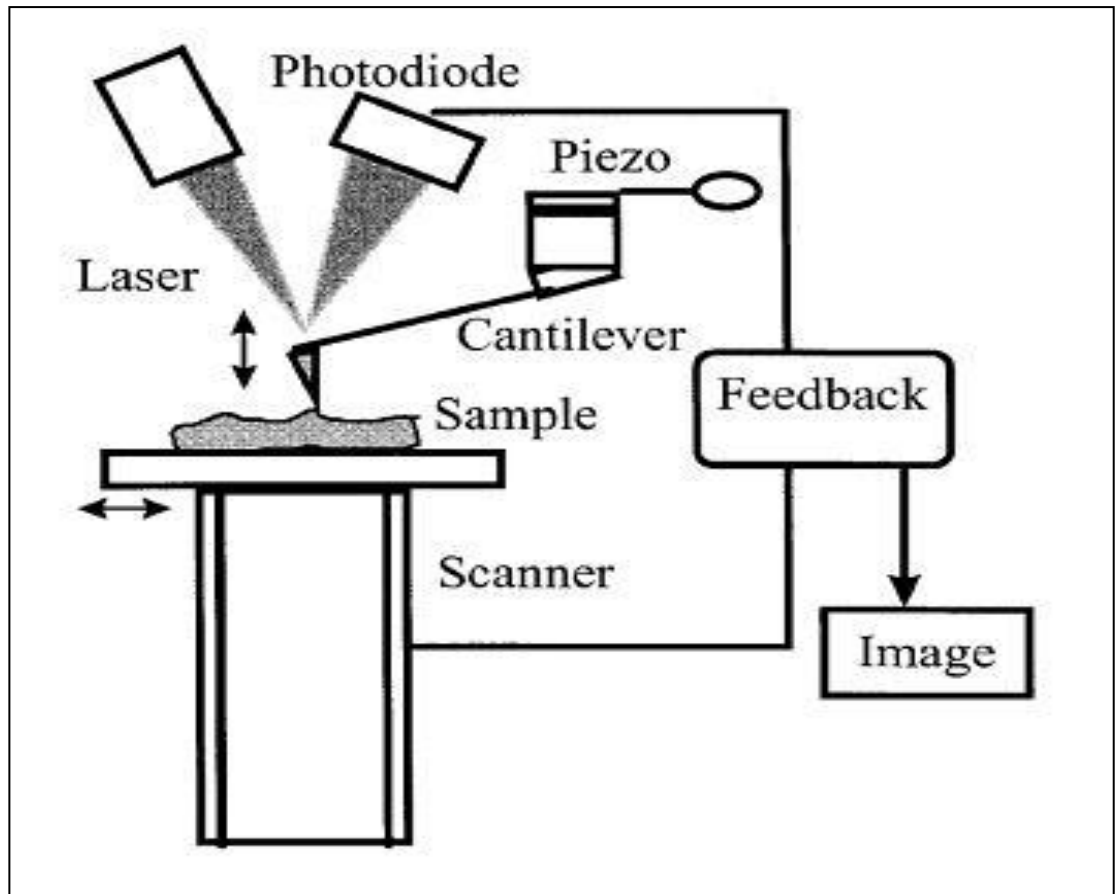 Photodiode
Piezo
Laser
Cantilever
Feedback
Sample
Scanner
Image